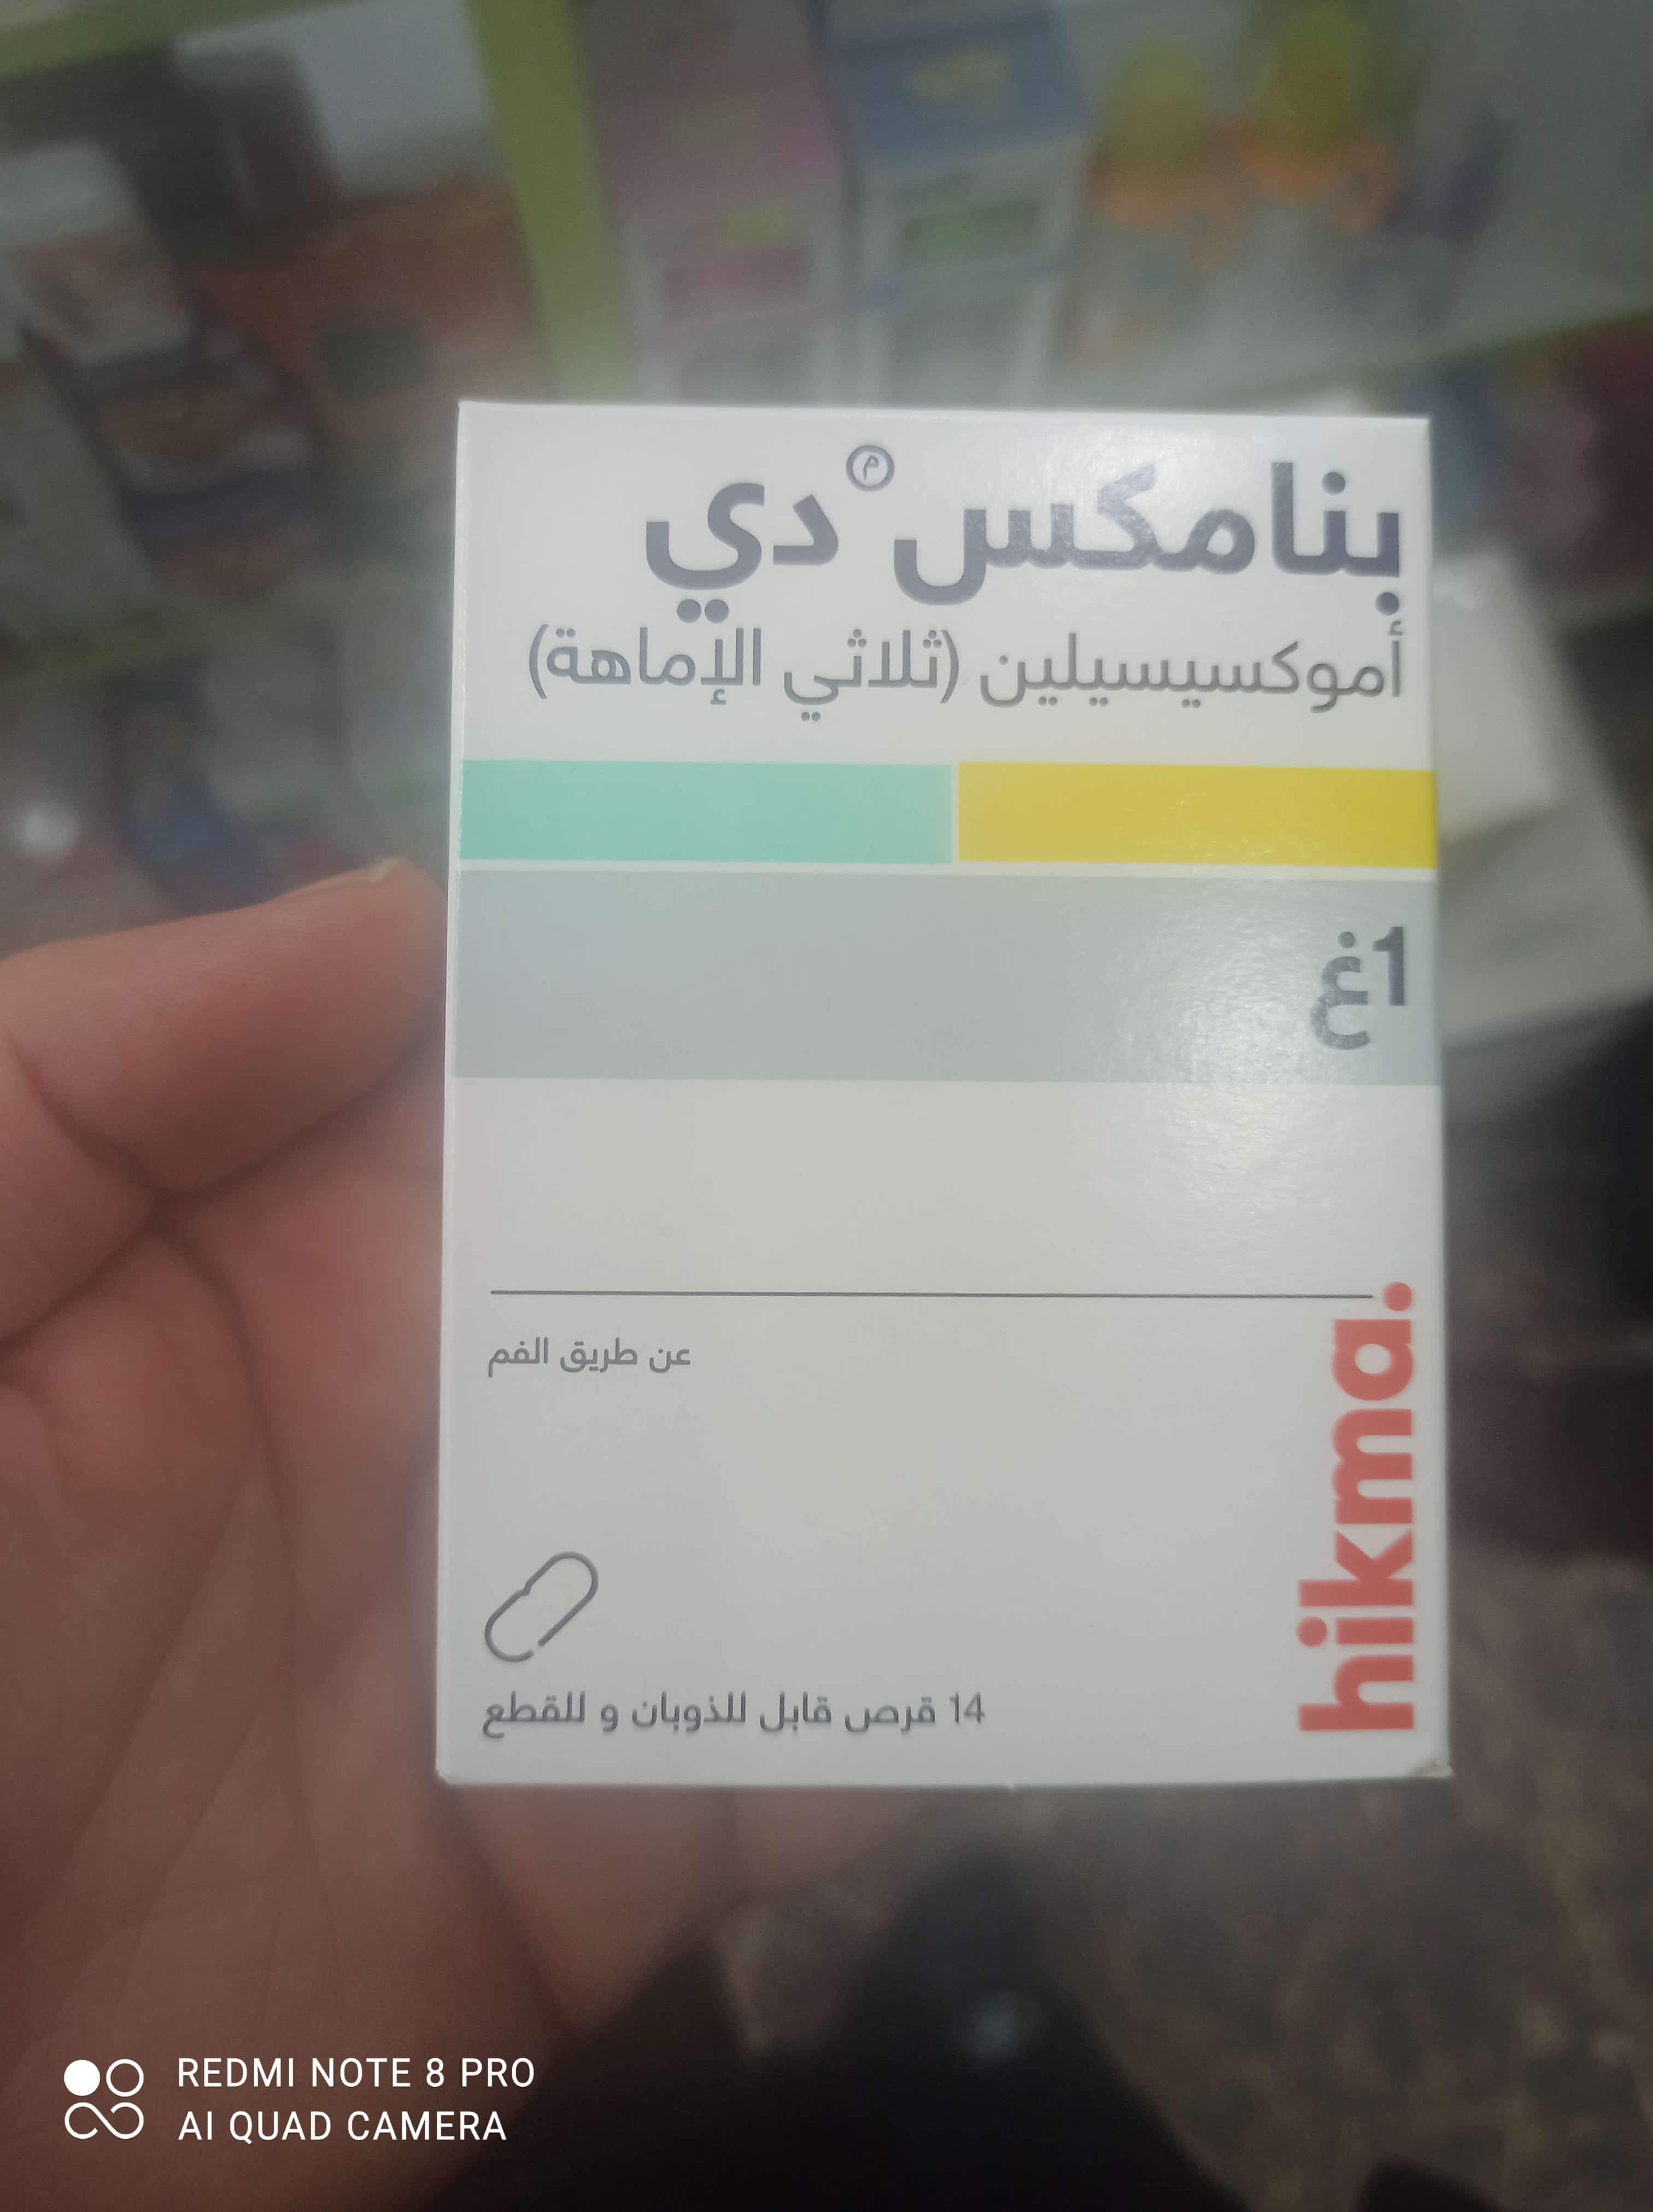 بنامكس دي
أموكسيسيلين (ثلاثي الإماهة)
1غ
عن طريق الفم
hikma.
14 قرص قابل للذوبان و للقطع
REDMI NOTE 8 PRO
AI QUAD CAMERA